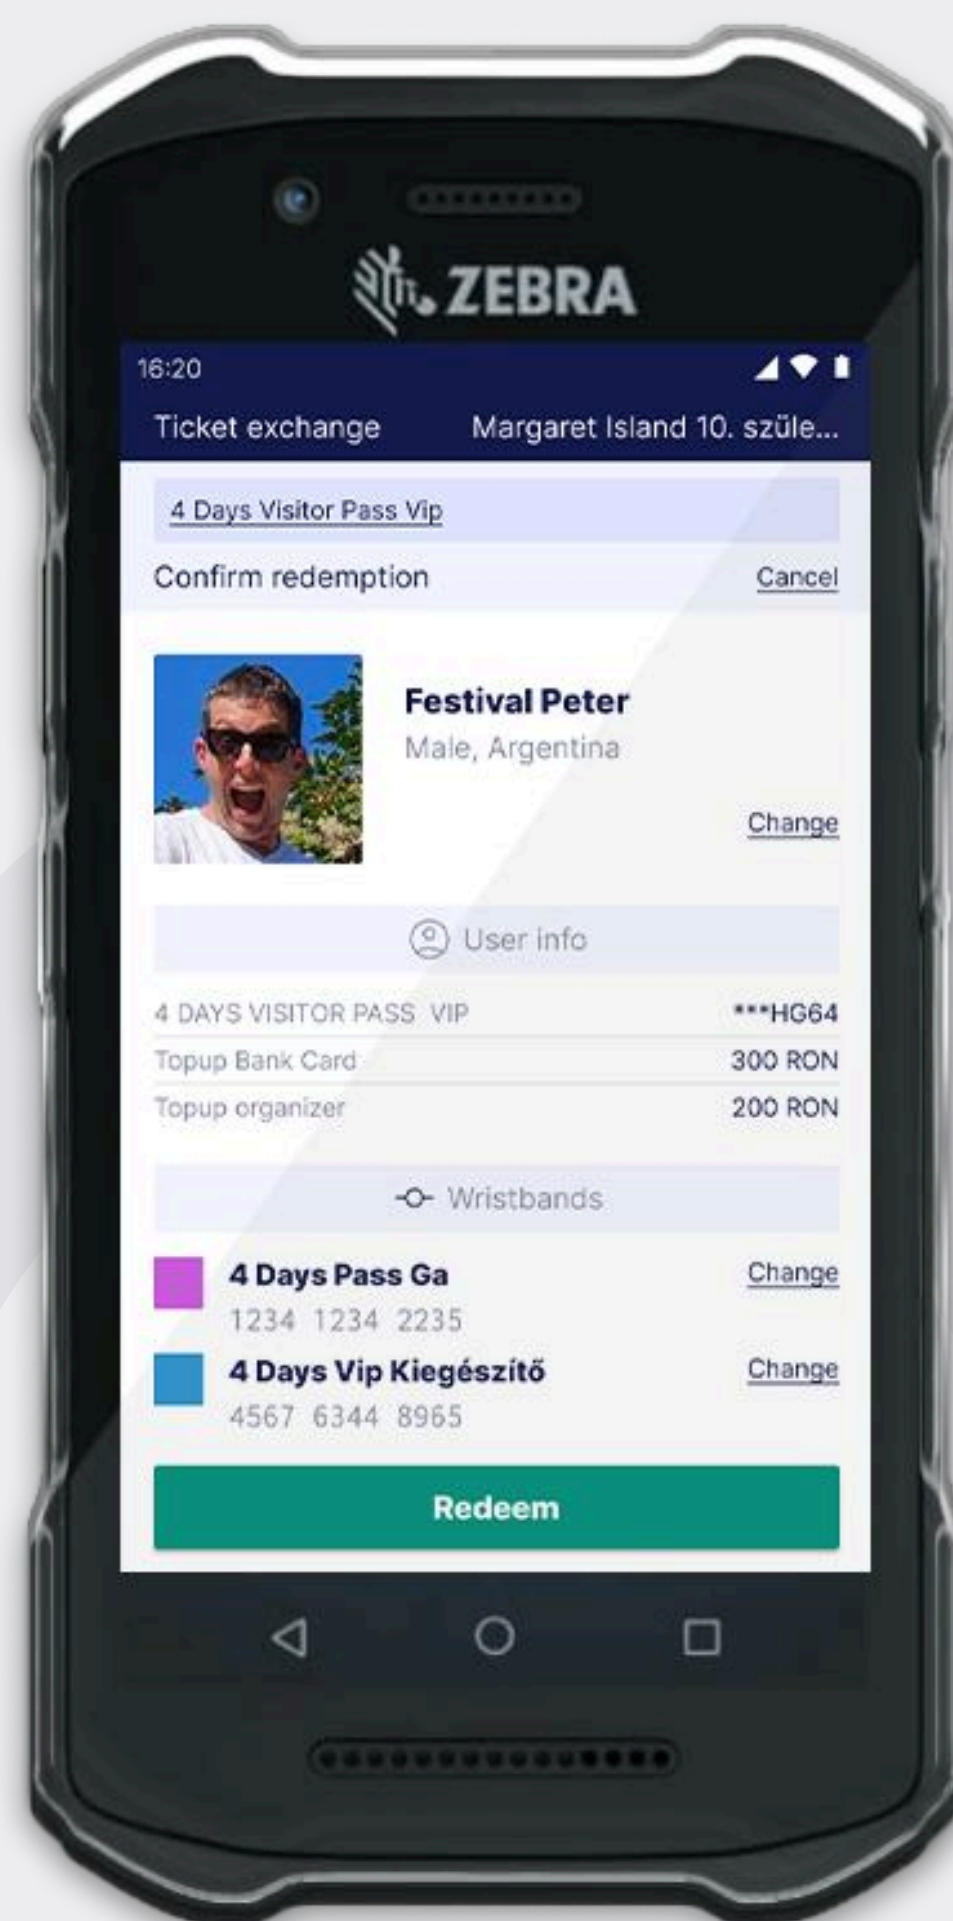 ZEBRA
16:20
Ticket exchange Margaret Island 10. szüle...
4 Days Visitor Pass Vip
Confirm redemption Cancel
Festival Peter
Male, Argentina
Change
User info
4 DAYS VISITOR PASS VIP ***HG64
Topup Bank Card 300 RON
Topup organizer 200 RON
Wristbands
4 Days Pass Ga Change
1234 1234 2235
4 Days Vip Kiegészítő Change
4567 6344 8965
Redeem